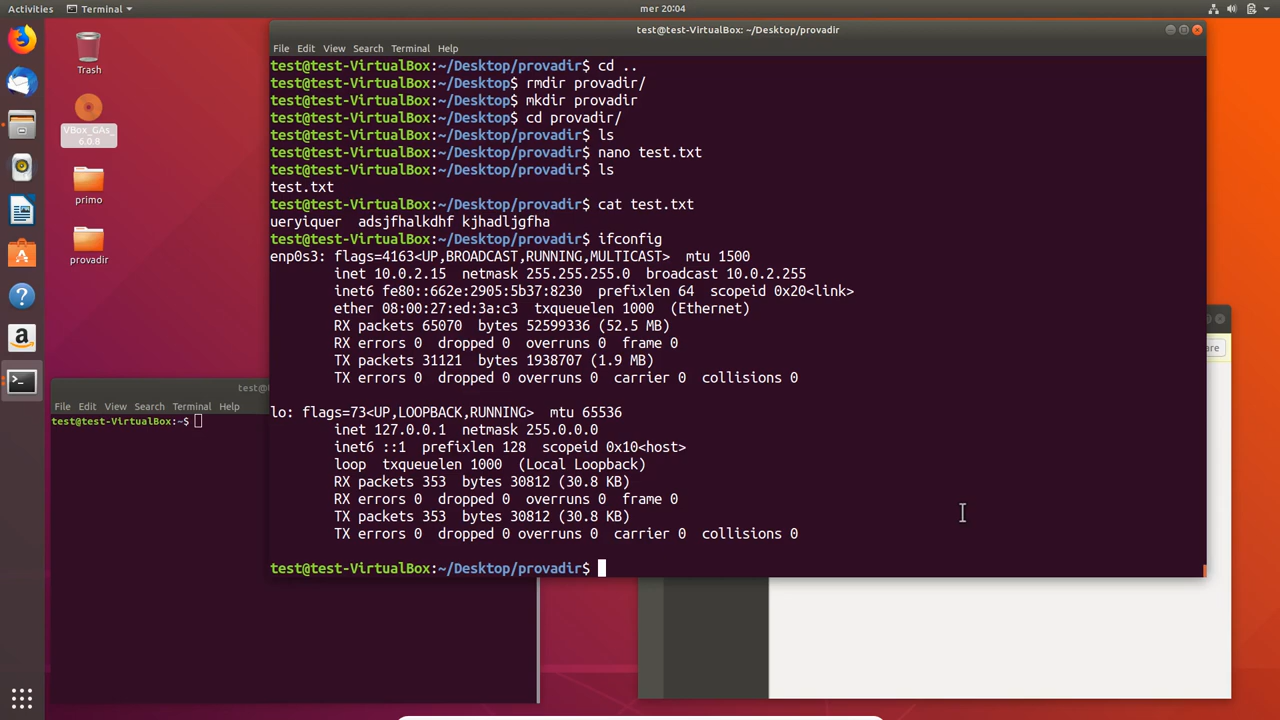 Activities
Terminal
mer 20:04
Trash
VBox_GAs_
6.0.8
primo
provadir
test@test-VirtualBox: ~/Desktop/provadir
File Edit View Search Terminal Help
test@test-VirtualBox:~/Desktop/provadir$ cd ..
test@test-VirtualBox:~/Desktop$ rmdir provadir/
test@test-VirtualBox:~/Desktop$ mkdir provadir
test@test-VirtualBox:~/Desktop$ cd provadir/
test@test-VirtualBox:~/Desktop/provadir$ ls
test@test-VirtualBox:~/Desktop/provadir$ nano test.txt
test@test-VirtualBox:~/Desktop/provadir$ ls
test.txt
test@test-VirtualBox:~/Desktop/provadir$ cat test.txt
ueryiquer  adsjfhalkdhf kjhadljgfha
test@test-VirtualBox:~/Desktop/provadir$ ifconfig
enp0s3: flags=4163<UP,BROADCAST,RUNNING,MULTICAST>  mtu 1500
        inet 10.0.2.15  netmask 255.255.255.0  broadcast 10.0.2.255
        inet6 fe80::662e:2905:5b37:8230  prefixlen 64  scopeid 0x20<link>
        ether 08:00:27:ed:3a:c3  txqueuelen 1000  (Ethernet)
        RX packets 65070  bytes 52599336 (52.5 MB)
        RX errors 0  dropped 0  overruns 0  frame 0
        TX packets 31121  bytes 1938707 (1.9 MB)
        TX errors 0  dropped 0 overruns 0  carrier 0  collisions 0
lo: flags=73<UP,LOOPBACK,RUNNING>  mtu 65536
        inet 127.0.0.1  netmask 255.0.0.0
        inet6 ::1  prefixlen 128  scopeid 0x10<host>
        loop  txqueuelen 1000  (Local Loopback)
        RX packets 353  bytes 30812 (30.8 KB)
        RX errors 0  dropped 0  overruns 0  frame 0
        TX packets 353  bytes 30812 (30.8 KB)
        TX errors 0  dropped 0 overruns 0  carrier 0  collisions 0
test@test-VirtualBox:~/Desktop/provadir$
test@
File Edit View Search Terminal Help
test@test-VirtualBox:~$
are